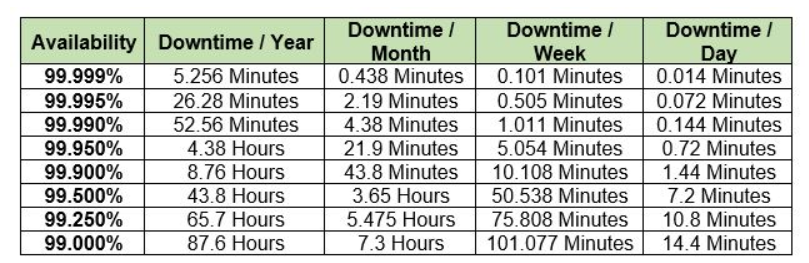 Availability Downtime / Year Downtime / Month Downtime / Week Downtime / Day
99.999% 5.256 Minutes 0.438 Minutes 0.101 Minutes 0.014 Minutes
99.995% 26.28 Minutes 2.19 Minutes 0.505 Minutes 0.072 Minutes
99.990% 52.56 Minutes 4.38 Minutes 1.011 Minutes 0.144 Minutes
99.950% 4.38 Hours 21.9 Minutes 5.054 Minutes 0.72 Minutes
99.900% 8.76 Hours 43.8 Minutes 10.108 Minutes 1.44 Minutes
99.500% 43.8 Hours 3.65 Hours 50.538 Minutes 7.2 Minutes
99.250% 65.7 Hours 5.475 Hours 75.808 Minutes 10.8 Minutes
99.000% 87.6 Hours 7.3 Hours 101.077 Minutes 14.4 Minutes